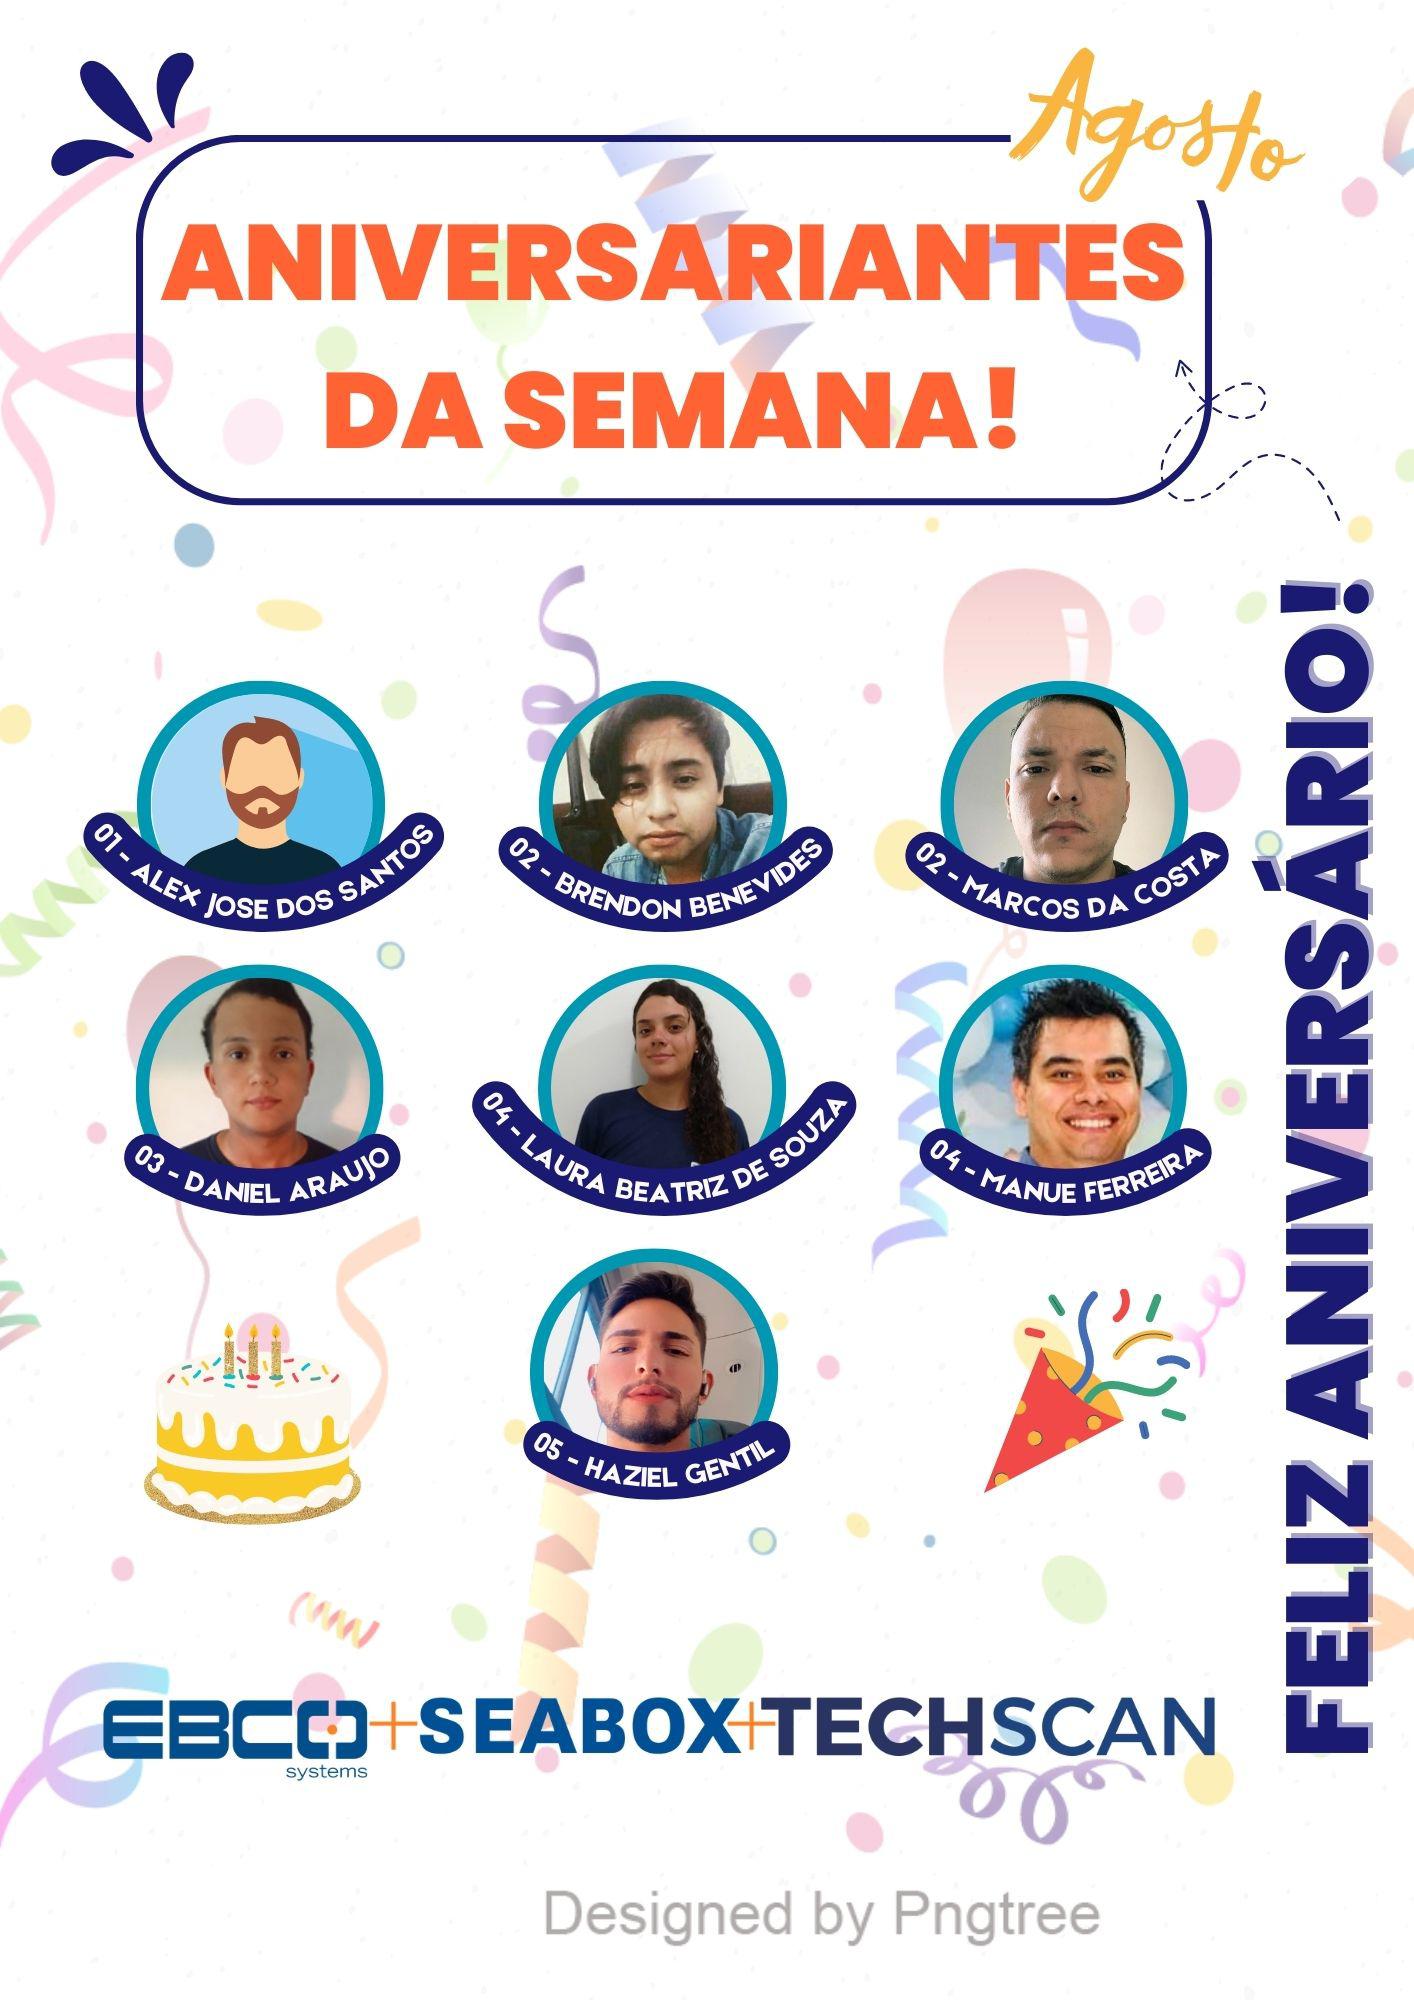 Agosto
ANIVERSARIANTES
DA SEMANA!
01 - ALEX JOSE DOS SANTOS
02 - BRENDON BENEVIDES
02 - MARCOS DA COSTA
03 - DANIEL ARAUJO
04 - LAURA BEATRIZ DE SOUZA
04 - MANUE FERREIRA
05 - HAZIEL GENTIL
FELIZ ANIVERSÁRIO!
EBCO systems + SEABOX + TECHSCAN
Designed by Pngtree